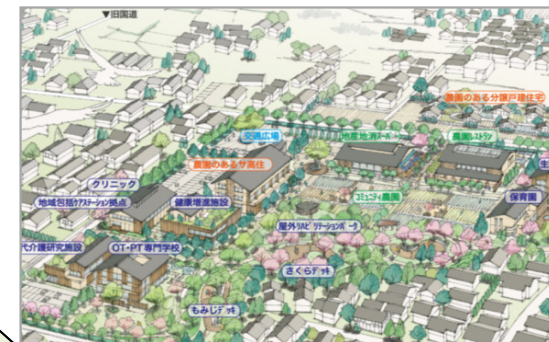 ▼旧国道
農園のある分譲戸建住宅
交通広場
地産地消スーパー
農園レストラン
農園のあるサ高住
クリニック
地域包括ケアステーション拠点
健康増進施設
コミュニティ農園
保育園
屋外リハビリテーションパーク
代介護研究施設
OT・PT専門学校
さくらデッキ
もみじデッキ